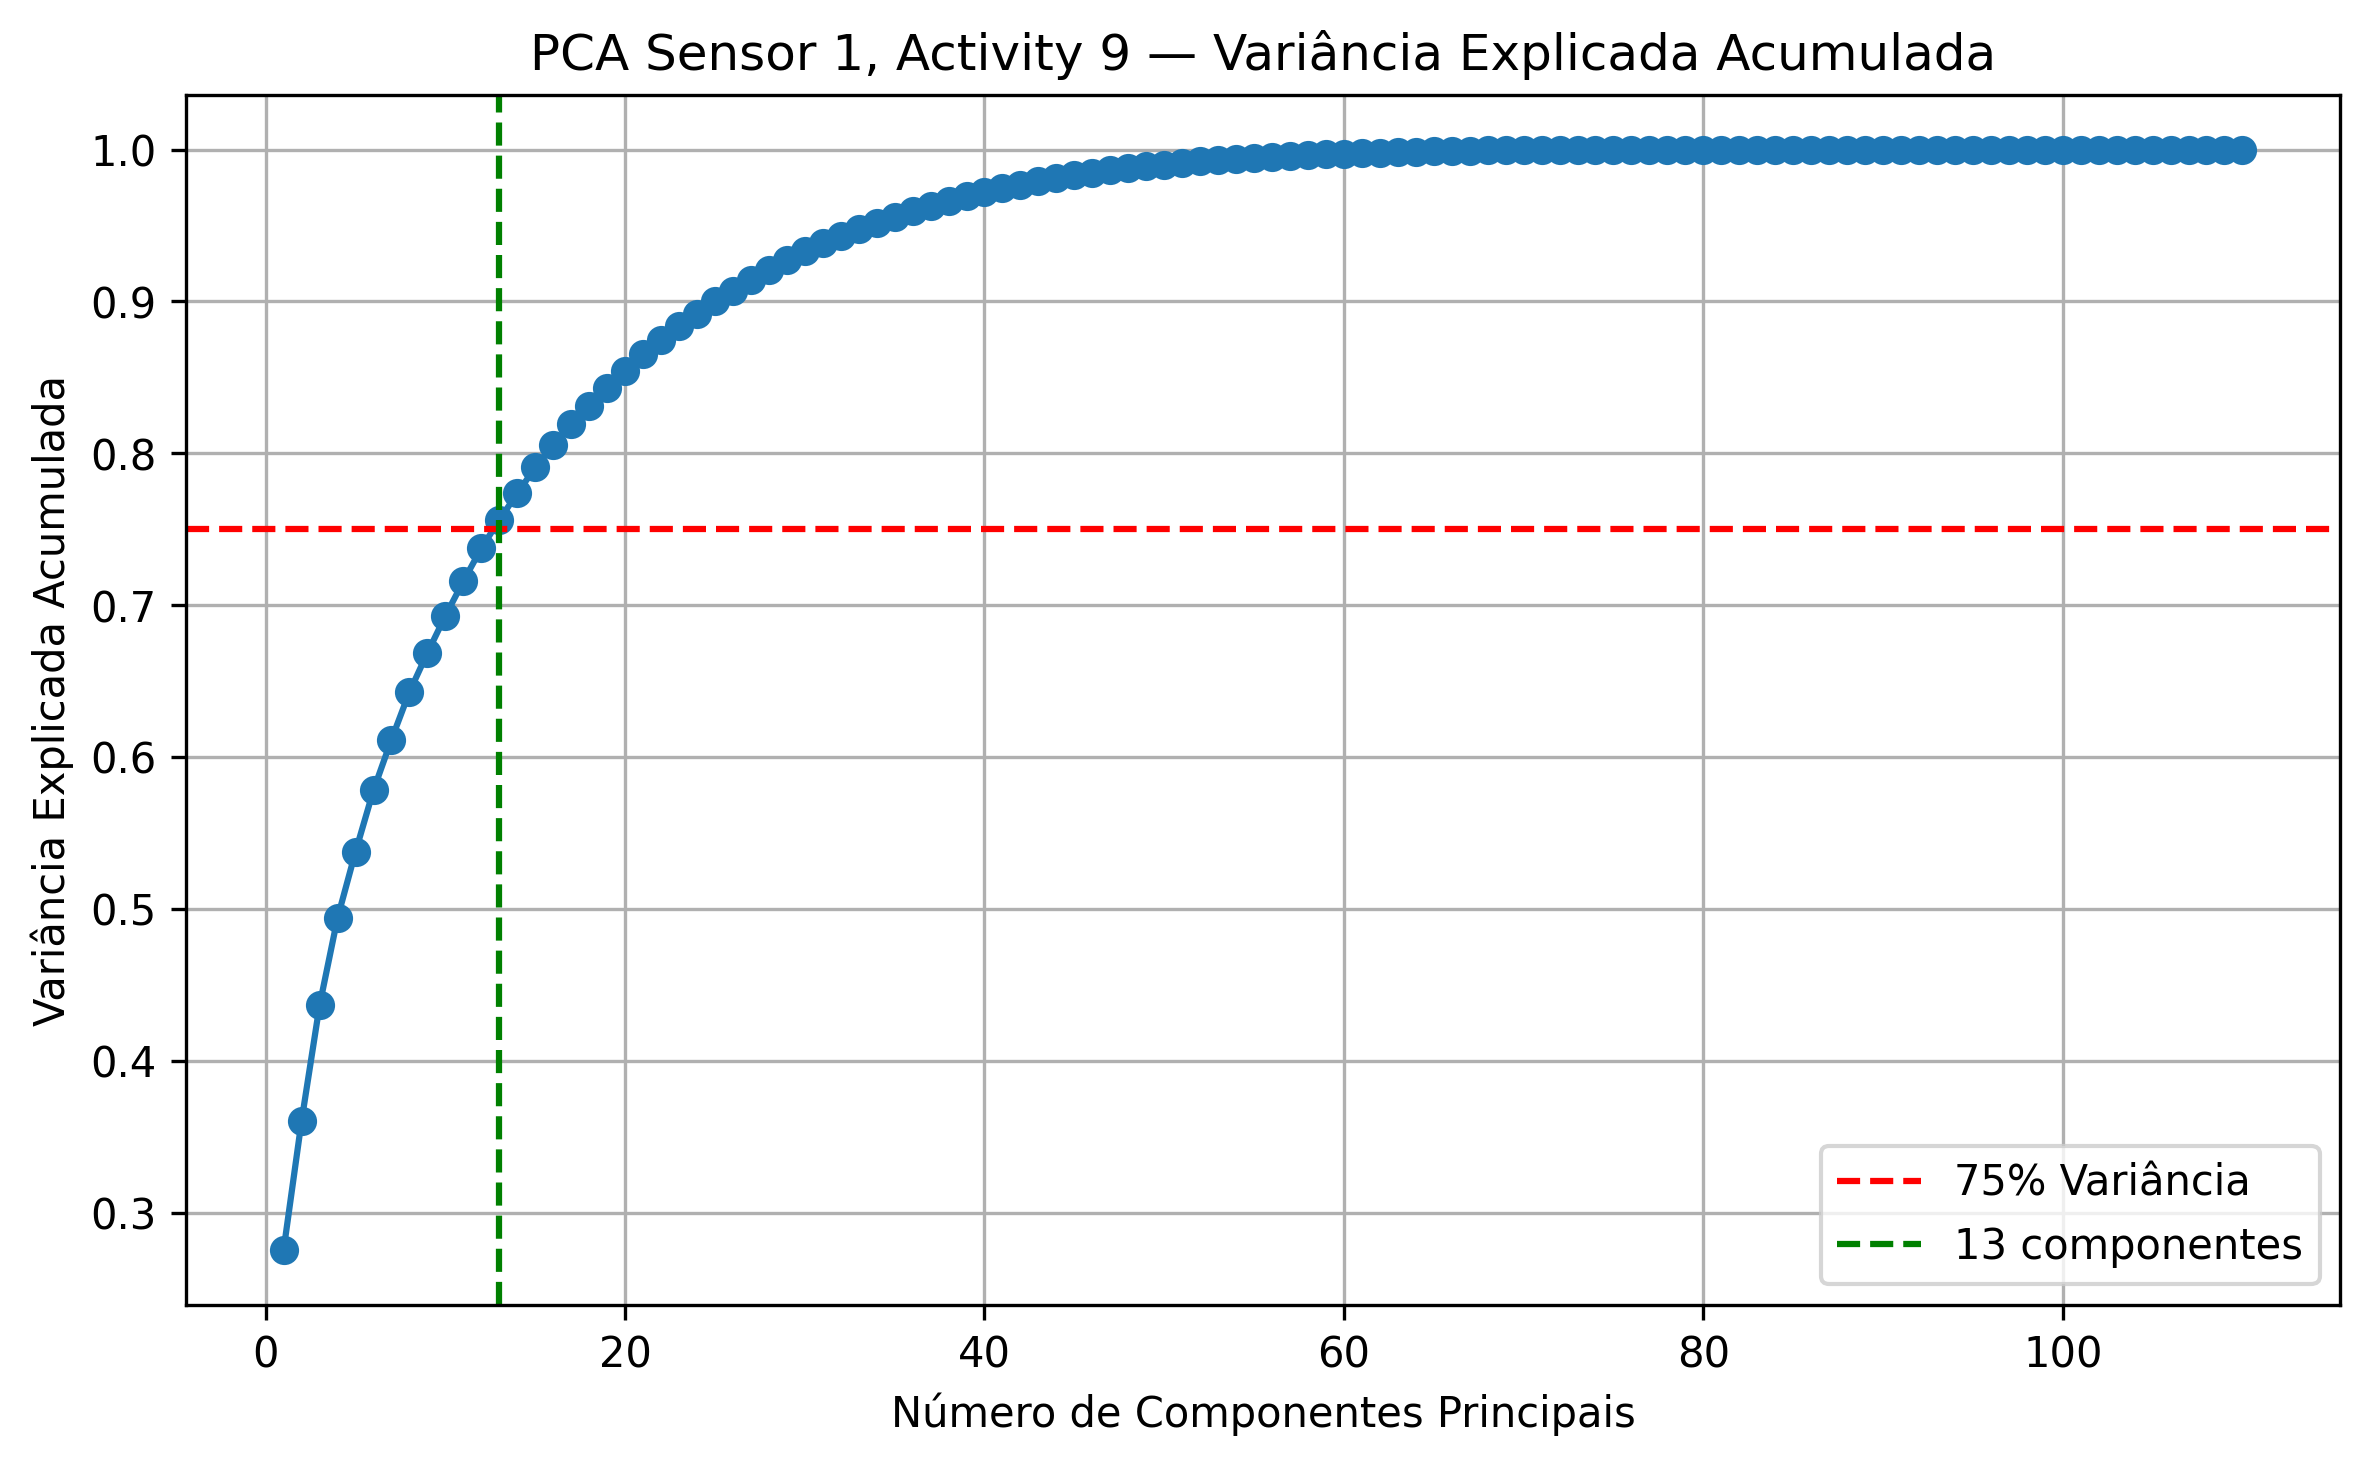 PCA Sensor 1, Activity 9 — Variância Explicada Acumulada
Variância Explicada Acumulada
1.0
0.9
0.8
0.7
0.6
0.5
0.4
0.3
75% Variância
13 componentes
0 20 40 60 80 100
Número de Componentes Principais